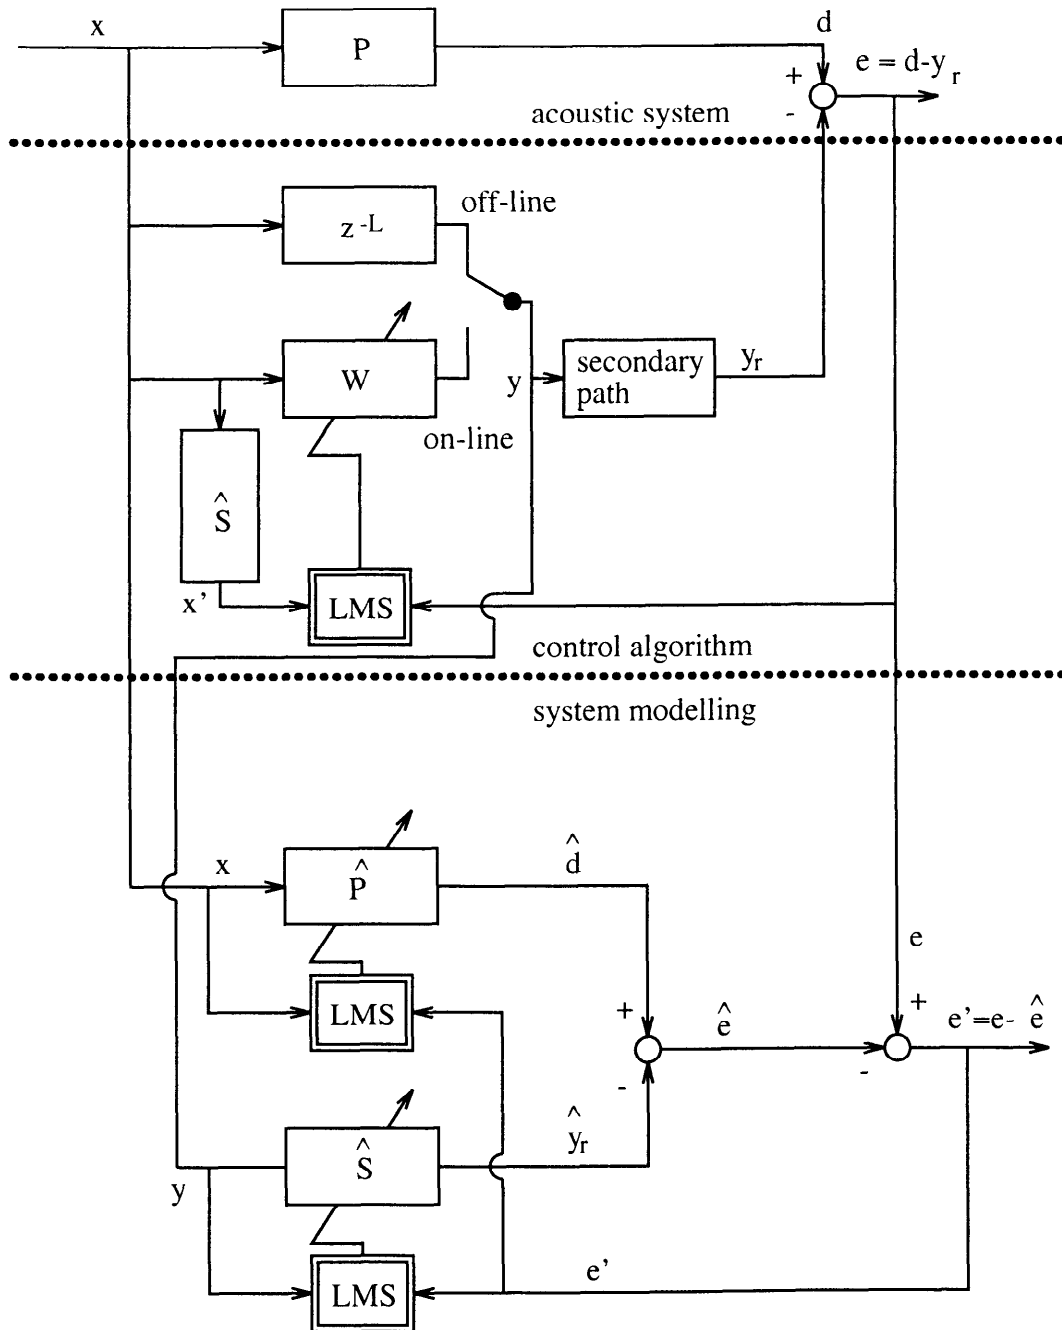 x
P
d
+
-
e = d-y_r
acoustic system
z^-L
off-line
W
y
secondary
path
y_r
on-line
Ŝ
x'
LMS
control algorithm
system modelling
x
P̂
d̂
e
LMS
+
-
ê
+
-
e'=e- ê
Ŝ
ŷ_r
y
LMS
e'